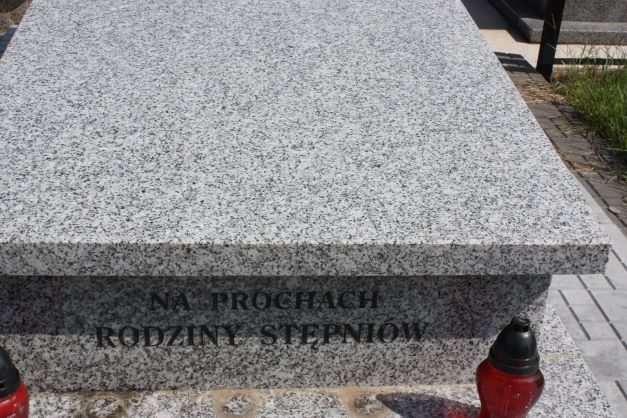 NA PROCHACH
RODZINY STĘPNIÓW